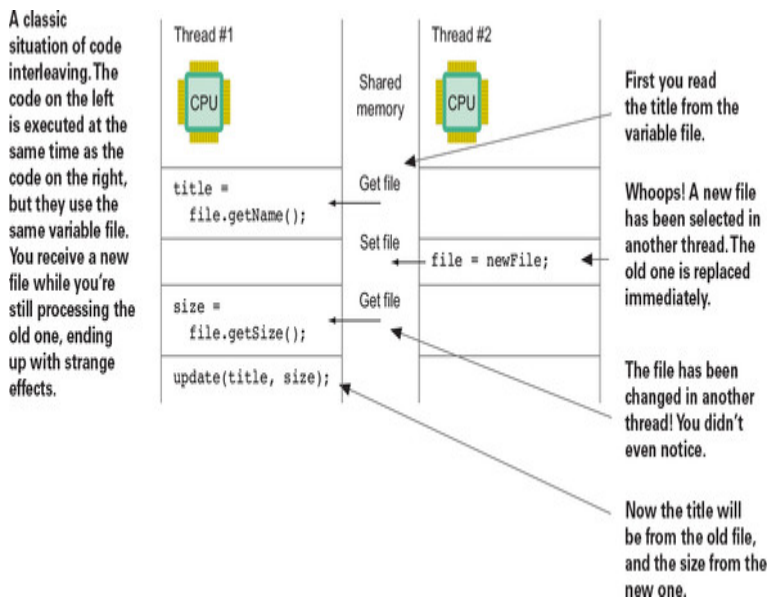 A classic
situation of code
interleaving. The
code on the left
is executed at the
same time as the
code on the right,
but they use the
same variable file.
You receive a new
file while you're
still processing the
old one, ending
up with strange
effects.
Thread #1
CPU
title =
file.getName();
size =
file.getSize();
update(title, size);
Shared
memory
Get file
Set file
Get file
Thread #2
CPU
file = newFile;
First you read
the title from the
variable file.
Whoops! A new file
has been selected in
another thread. The
old one is replaced
immediately.
The file has been
changed in another
thread! You didn't
even notice.
Now the title will
be from the old file,
and the size from the
new one.